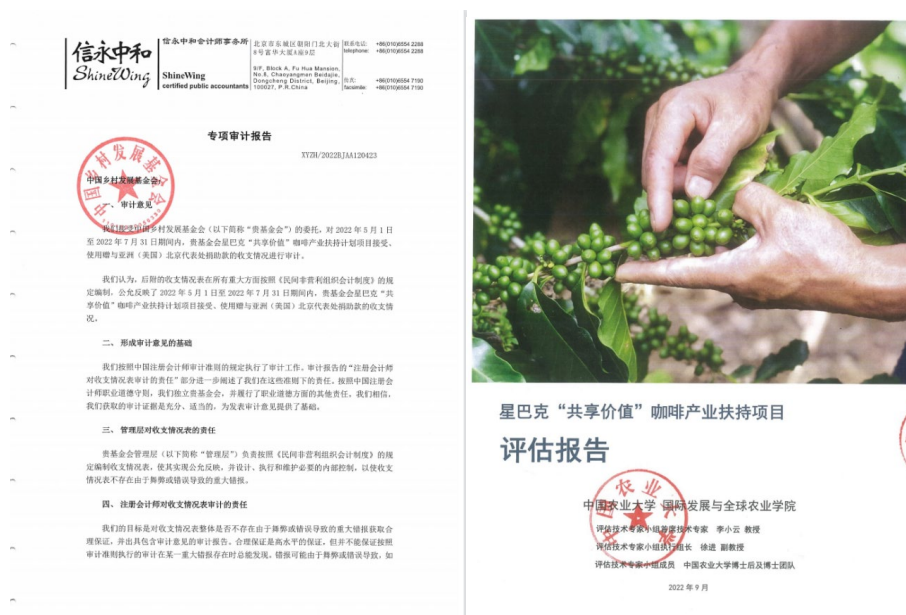 信永中和
ShineWing
信永中和会计师事务所
ShineWing
certified public accountants
北京市东城区朝阳门北大街
8号富华大厦A座9层
9/F, Block A, Fu Hua Mansion,
No.8, Chaoyangmen Beidajie,
Dongcheng District, Beijing,
100027, P.R.China
联系电话: +86(010)6554 2288
telephone: +86(010)6554 2288
传真: +86(010)6554 7190
facsimile: +86(010)6554 7190
专项审计报告
XYZH/2022BJAA120423
中国乡村发展基金会
中国乡村发展基金会:
一、 审计意见
我们接受中国乡村发展基金会（以下简称“贵基金会”）的委托，对 2022 年 5 月 1 日
至 2022 年 7 月 31 日期间内，贵基金会星巴克“共享价值”咖啡产业扶持计划项目接受、
使用赠与亚洲（美国）北京代表处捐助款的收支情况进行审计。
我们认为，后附的收支情况表在所有重大方面按照《民间非营利组织会计制度》的规
定编制，公允反映了 2022 年 5 月 1 日至 2022 年 7 月 31 日期间内，贵基金会星巴克“共
享价值”咖啡产业扶持计划项目接受、使用赠与亚洲（美国）北京代表处捐助款的收支情
况。
二、 形成审计意见的基础
我们按照中国注册会计师审计准则的规定执行了审计工作。审计报告的“注册会计师
对收支情况表审计的责任”部分进一步阐述了我们在这些准则下的责任。按照中国注册会
计师职业道德守则，我们独立贵基金会，并履行了职业道德方面的其他责任。我们相信，
我们获取的审计证据是充分、适当的，为发表审计意见提供了基础。
三、 管理层对收支情况表的责任
贵基金会管理层（以下简称“管理层”）负责按照《民间非营利组织会计制度》的规
定编制收支情况表，使其实现公允反映，并设计、执行和维护必要的内部控制，以使收支
情况表不存在由于舞弊或错误导致的重大错报。
四、 注册会计师对收支情况表审计的责任
我们的目标是对收支情况表整体是否不存在由于舞弊或错误导致的重大错报获取合
理保证，并出具包含审计意见的审计报告。合理保证是高水平的保证，但并不能保证按照
审计准则执行的审计在某一重大错报存在时总能发现。错报可能由于舞弊或错误导致，如
星巴克“共享价值”咖啡产业扶持项目
评估报告
中国农业大学
中国农业大学 国际发展与全球农业学院
评估技术专家小组首席技术专家 李小云 教授
评估技术专家小组执行组长 徐进 副教授
评估技术专家小组成员 中国农业大学博士后及博士团队
2022 年 9 月